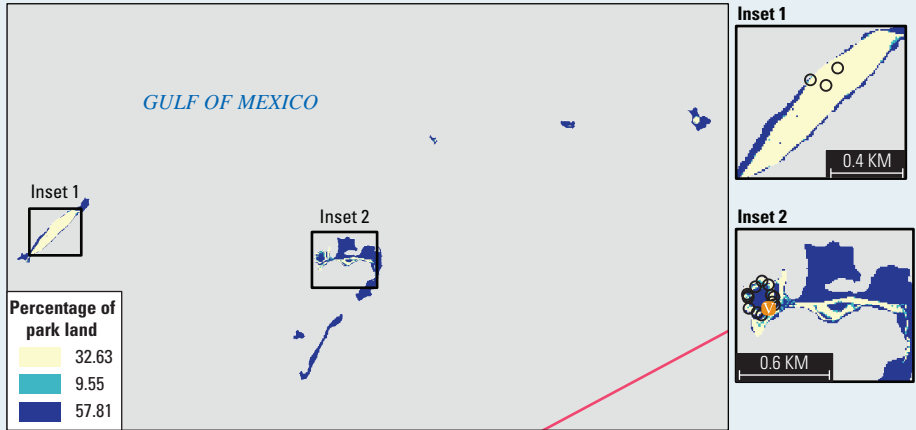 GULF OF MEXICO
Inset 1
Inset 2
Percentage of
park land
32.63
9.55
57.81
Inset 1
0.4 KM
Inset 2
V
0.6 KM